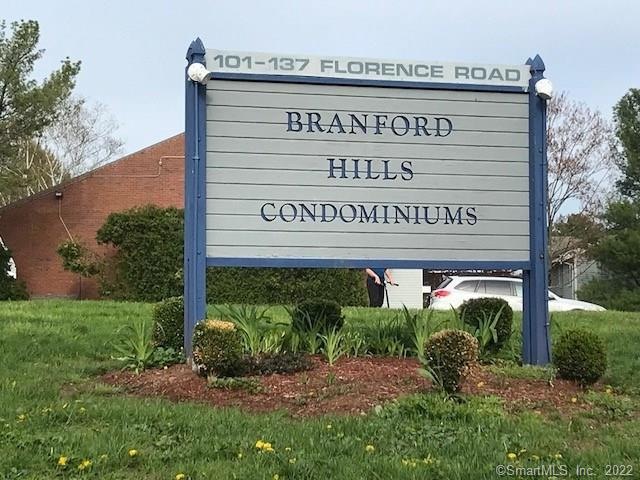 101-137 FLORENCE ROAD
BRANFORD
HILLS
CONDOMINIUMS
© SmartMLS, Inc. 2022